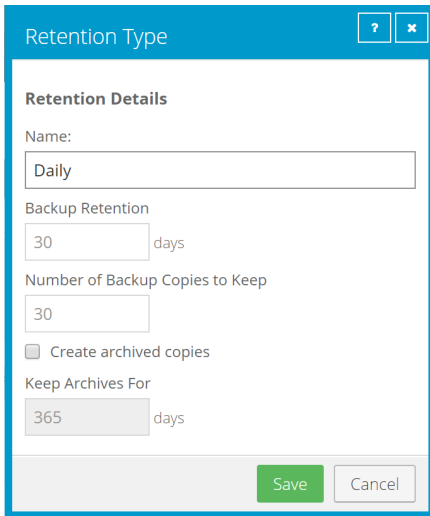 Retention Type
?
×
Retention Details
Name:
Daily
Backup Retention
30 days
Number of Backup Copies to Keep
30
Create archived copies
Keep Archives For
365 days
Save Cancel